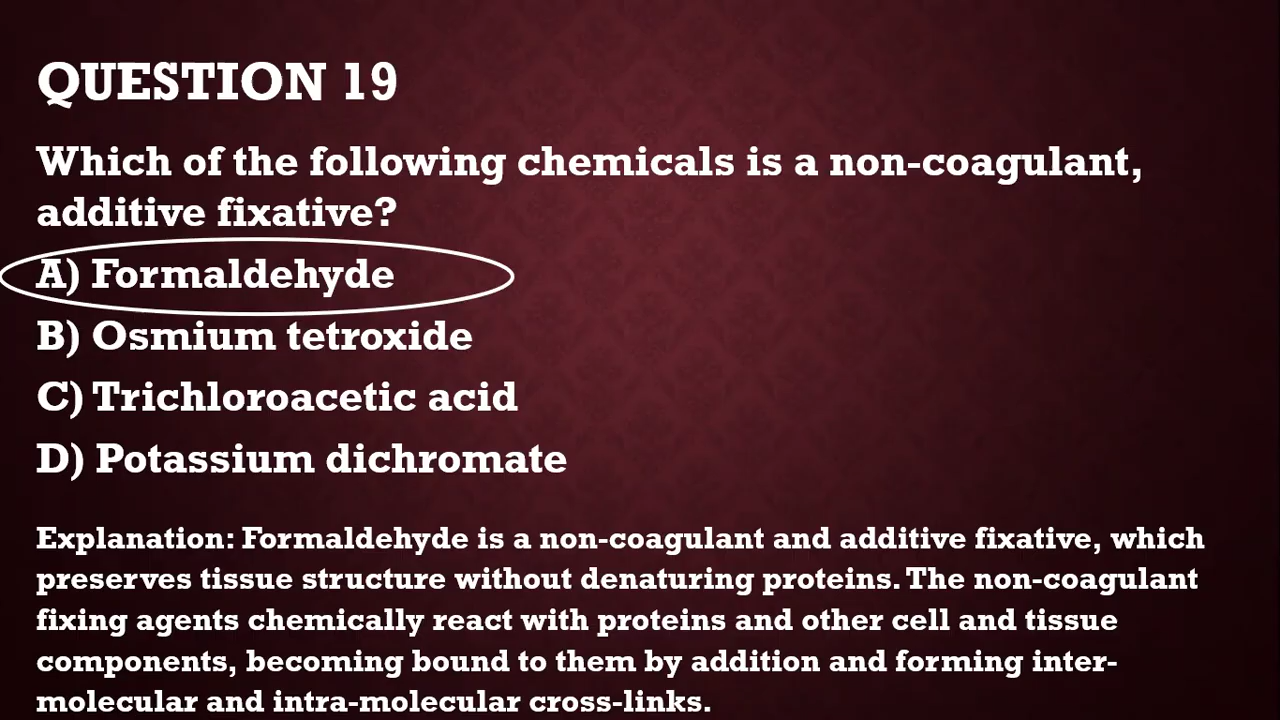 QUESTION 19
Which of the following chemicals is a non-coagulant,
additive fixative?
A) Formaldehyde
B) Osmium tetroxide
C) Trichloroacetic acid
D) Potassium dichromate
Explanation: Formaldehyde is a non-coagulant and additive fixative, which
preserves tissue structure without denaturing proteins. The non-coagulant
fixing agents chemically react with proteins and other cell and tissue
components, becoming bound to them by addition and forming inter-
molecular and intra-molecular cross-links.